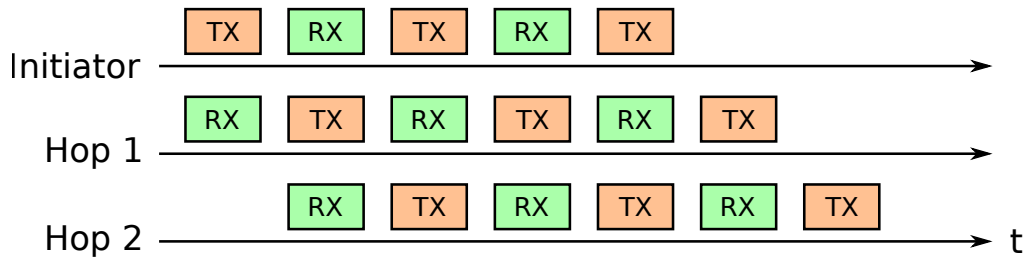 TX RX TX RX TX
Initiator
RX TX RX TX RX TX
Hop 1
RX TX RX TX RX TX
Hop 2 t